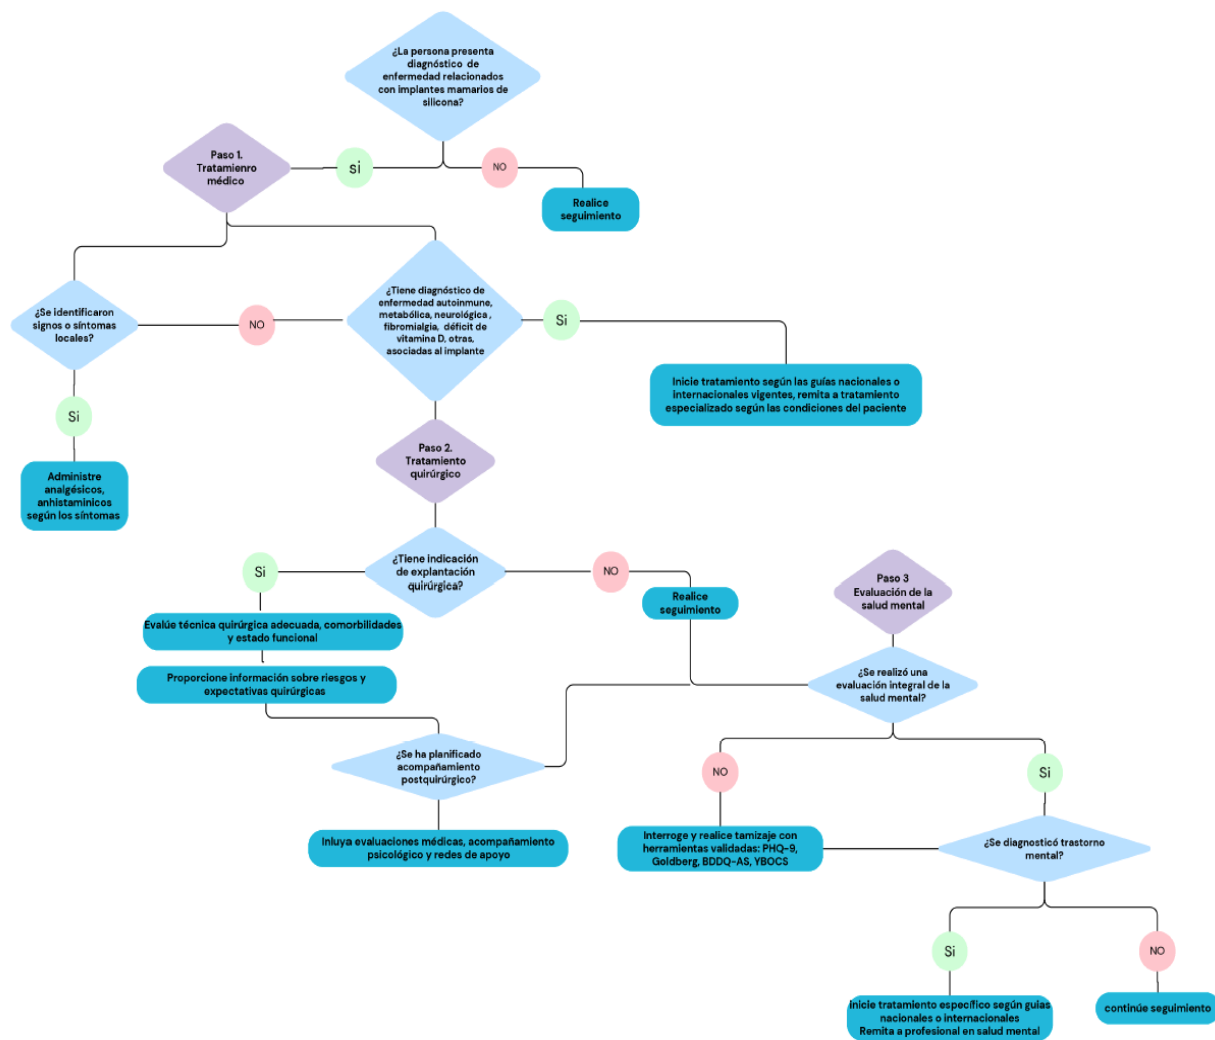 ¿La persona presenta
diagnóstico de
enfermedad relacionados
con implantes mamarios de
silicona?
Paso 1.
Tratamienro
médico
si
NO
Realice
seguimiento
¿Se identificaron
signos o síntomas
locales?
NO
¿Tiene diagnóstico de
enfermedad autoinmune,
metabólica, neurológica ,
fibromialgia, déficit de
vitamina D, otras,
asociadas al implante
Si
Inicie tratamiento según las guías nacionales o
internacionales vigentes, remita a tratamiento
especializado según las condiciones del paciente
Si
Administre
analgésicos,
anhistaminicos
según los síntomas
Paso 2.
Tratamiento
quirúrgico
¿Tiene indicación
de explantación
quirúrgica?
Si
NO
Realice
seguimiento
Evalúe técnica quirúrgica adecuada, comorbilidades
y estado funcional
Proporcione información sobre riesgos y
expectativas quirúrgicas
¿Se ha planificado
acompañamiento
postquirúrgico?
Inluya evaluaciones médicas, acompañamiento
psicológico y redes de apoyo
Paso 3
Evaluación de la
salud mental
¿Se realizó una
evaluación integral de la
salud mental?
NO
Si
Interroge y realice tamizaje con
herramientas validadas: PHQ-9,
Goldberg, BDDQ-AS, YBOCS
¿Se diagnosticó trastorno
mental?
Si
NO
Inicie tratamiento específico según guías
nacionales o internacionales
Remita a profesional en salud mental
continúe seguimiento